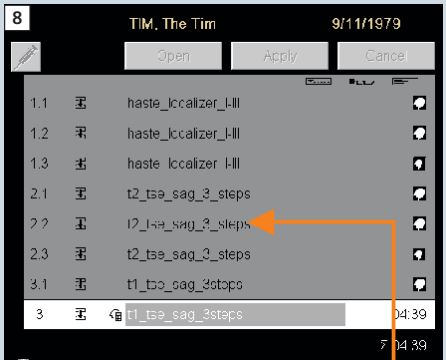 8
TIM, The Tim 9/11/1979
Open Apply Cancel
1.1 haste_localizer_I-III
1.2 haste_localizer_I-III
1.3 haste_localizer_I-III
2.1 t2_tse_sag_3_steps
2.2 t2_tse_sag_3_steps
2.3 t2_tse_sag_3_steps
3.1 t1_tse_sag_3steps
3 t1_tse_sag_3steps 04:39
04:39